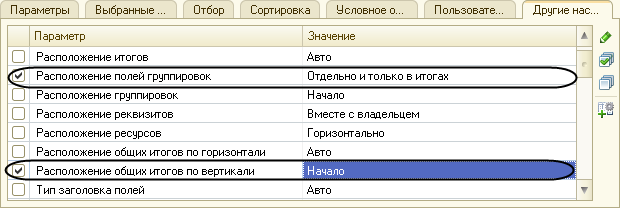 Параметры Выбранные ... Отбор Сортировка Условное о... Пользовате... Другие нас...
Параметр Значение
Расположение итогов Авто
Расположение полей группировок Отдельно и только в итогах
Расположение группировок Начало
Расположение реквизитов Вместе с владельцем
Расположение ресурсов Горизонтально
Расположение общих итогов по горизонтали Авто
Расположение общих итогов по вертикали Начало
Тип заголовка полей Авто